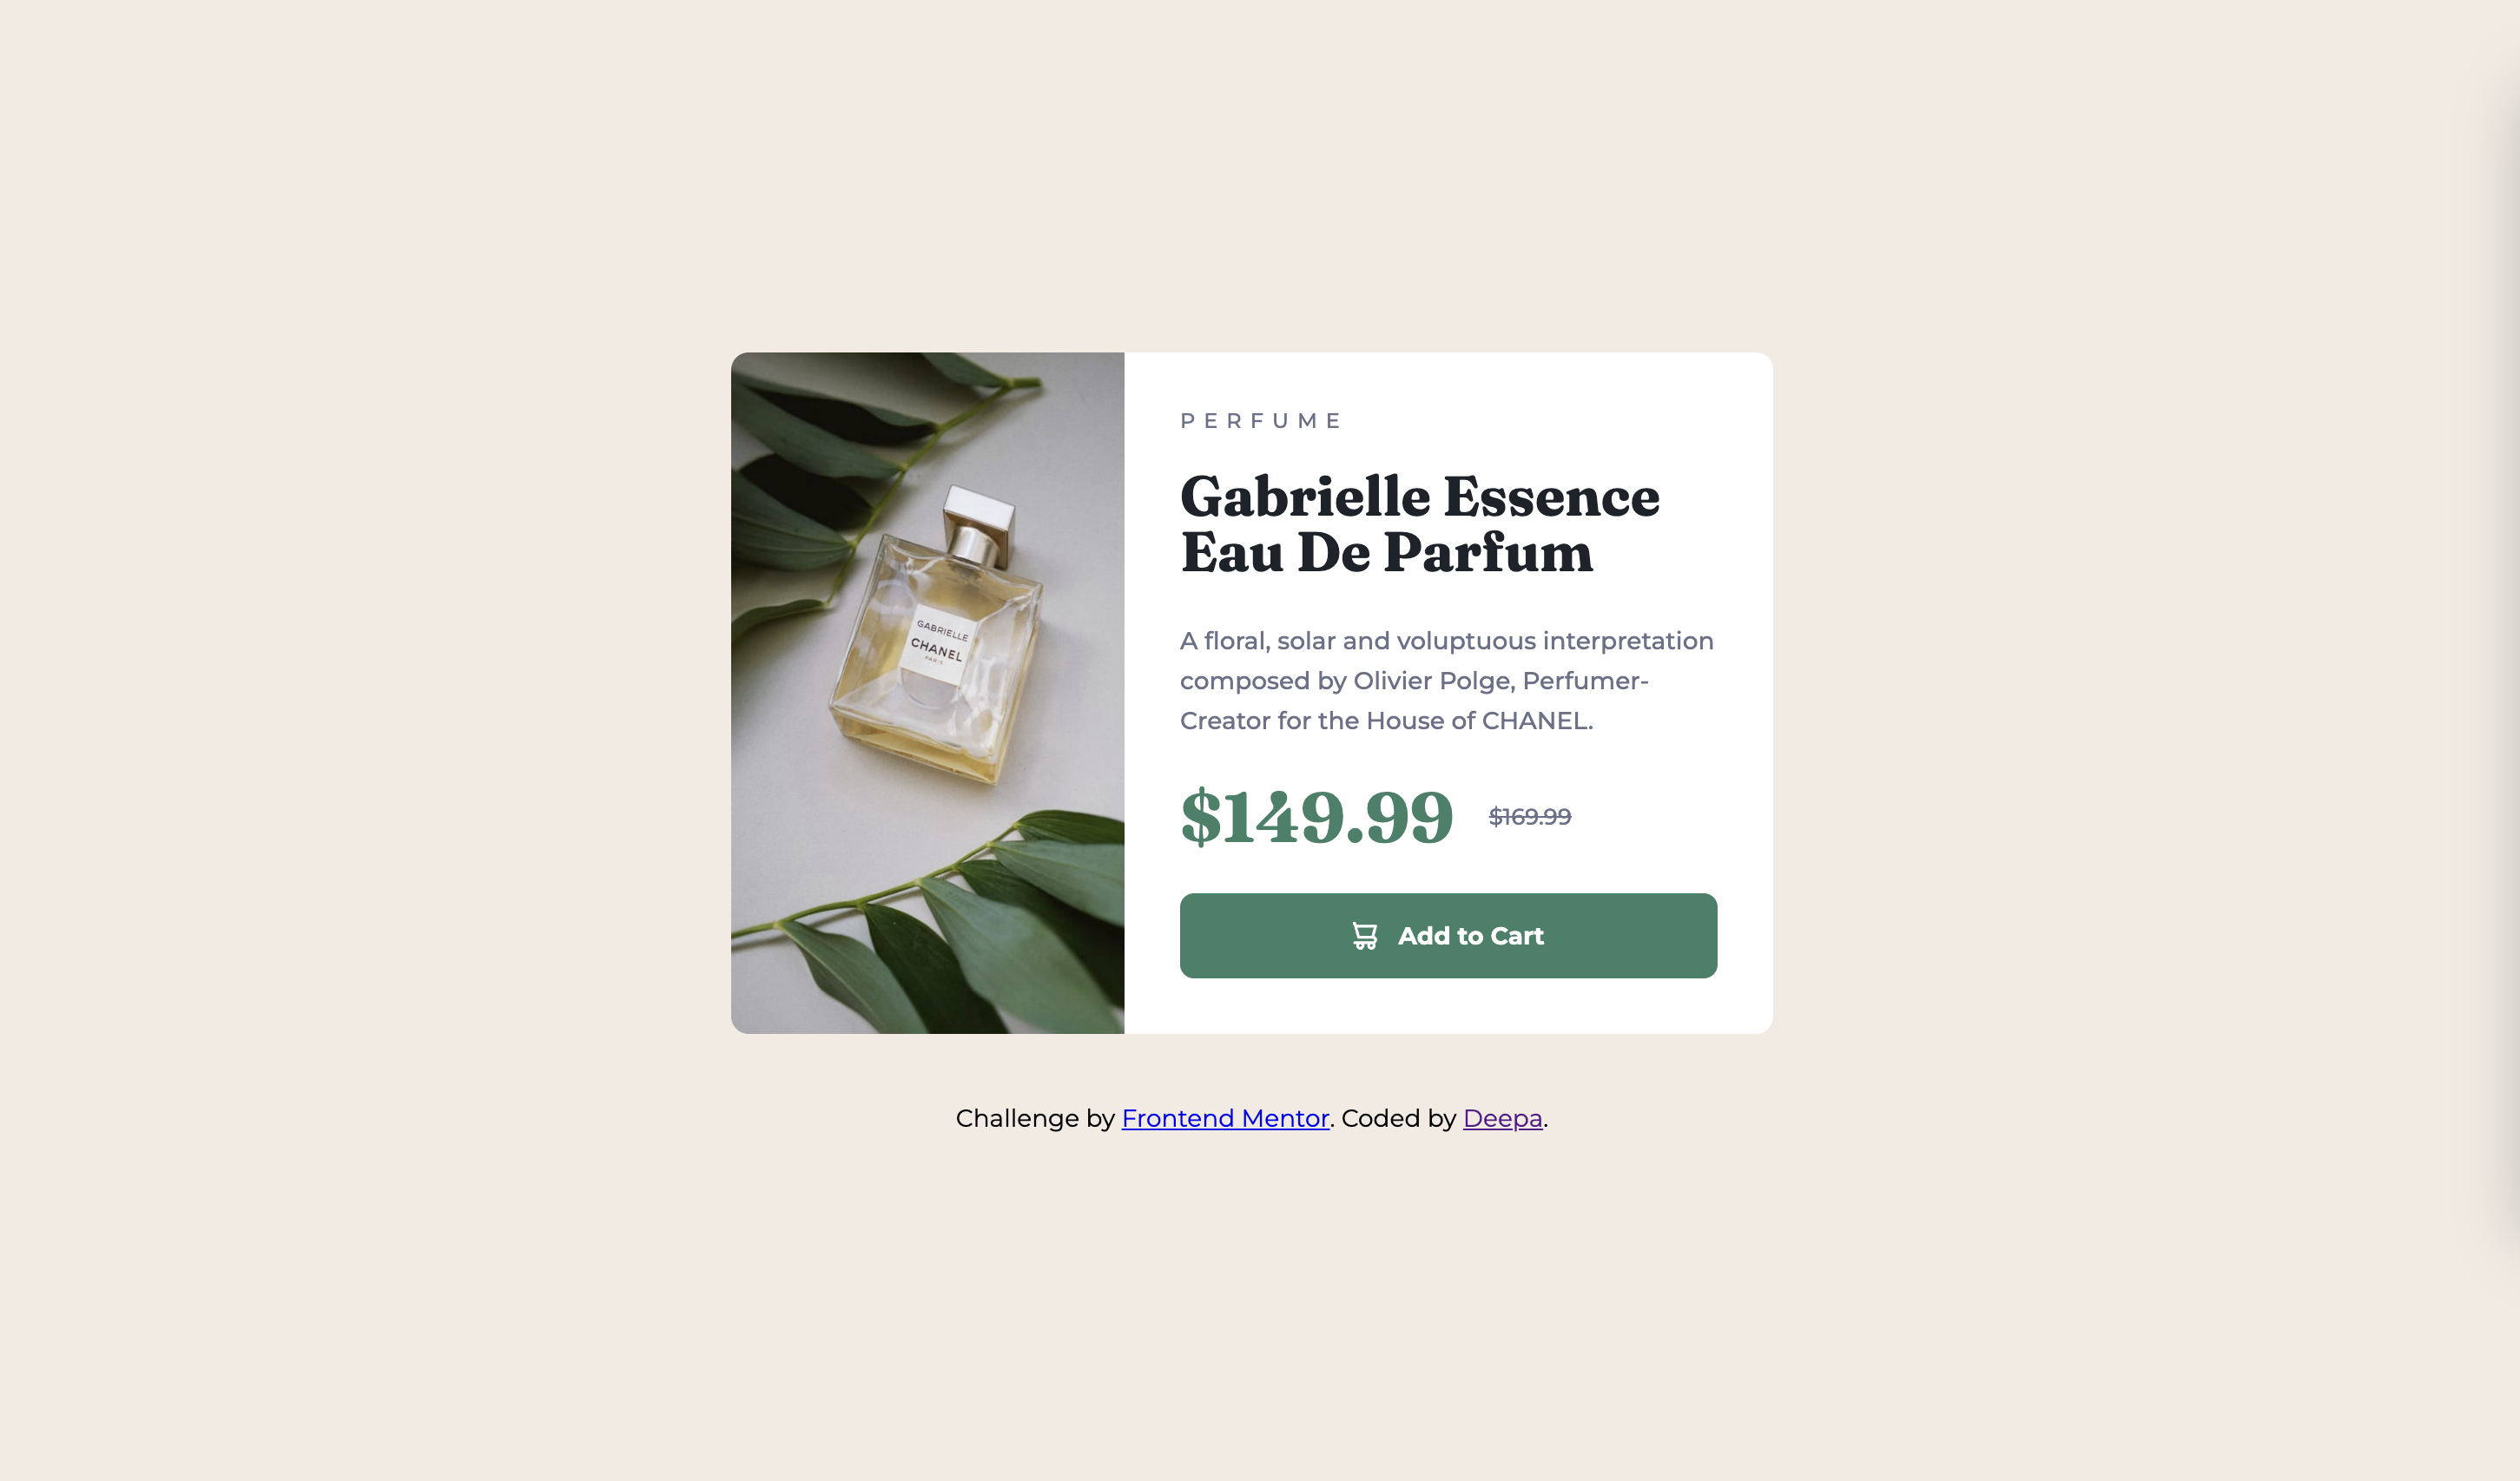 GABRIELLE
CHANEL
PARIS
PERFUME
Gabrielle Essence
Eau De Parfum
A floral, solar and voluptuous interpretation
composed by Olivier Polge, Perfumer-
Creator for the House of CHANEL.
$149.99 $169.99
Add to Cart
Challenge by Frontend Mentor. Coded by Deepa.